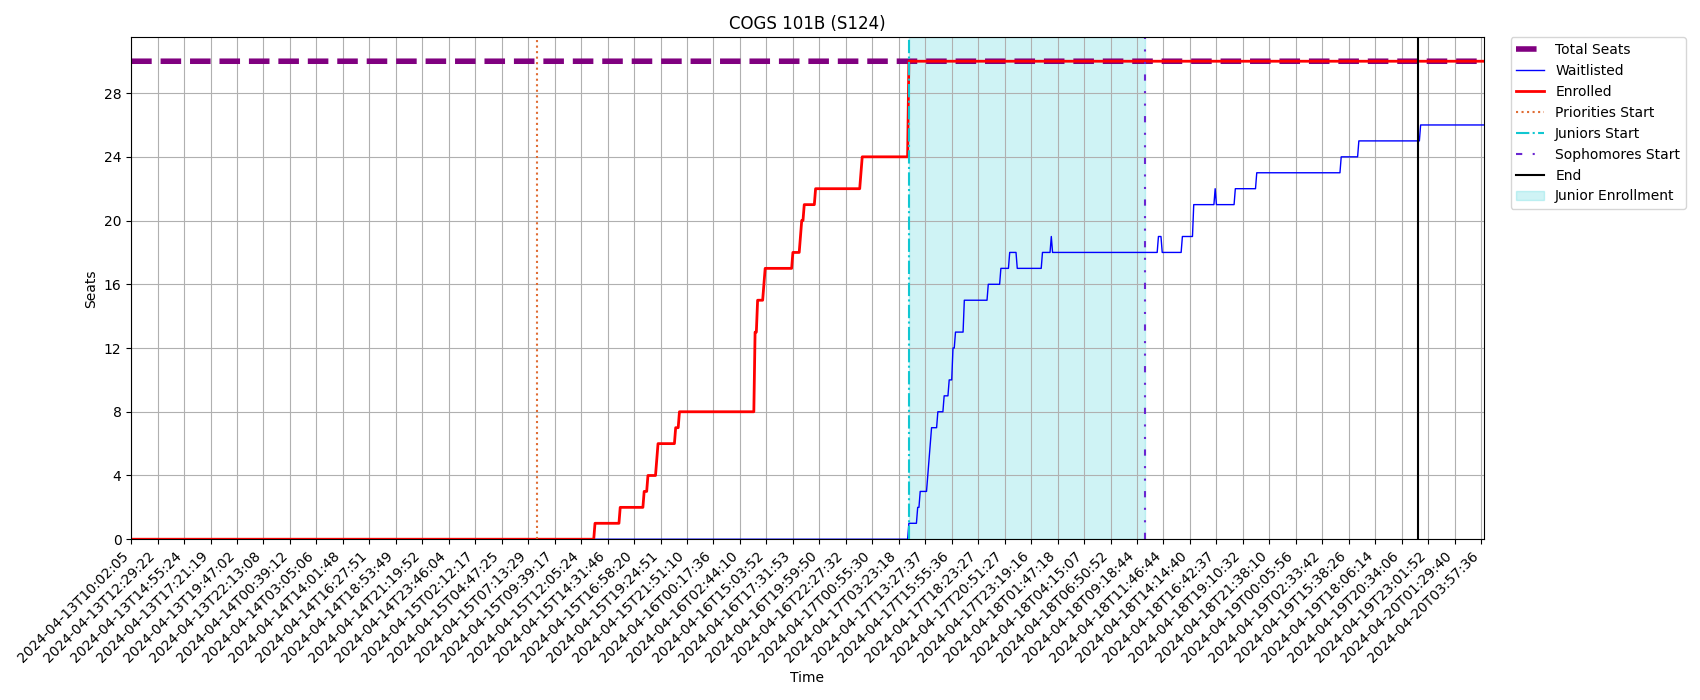 COGS 101B (S124)
Total Seats
Waitlisted
Enrolled
Priorities Start
Juniors Start
Sophomores Start
End
Junior Enrollment
Seats
28
24
20
16
12
8
4
0
2024-04-13T10:02:05
2024-04-13T12:29:22
2024-04-13T14:55:24
2024-04-13T17:21:19
2024-04-13T19:47:02
2024-04-13T22:13:08
2024-04-14T00:39:12
2024-04-14T03:05:06
2024-04-14T14:01:48
2024-04-14T16:27:51
2024-04-14T18:53:49
2024-04-14T21:19:52
2024-04-14T23:46:04
2024-04-15T02:12:17
2024-04-15T04:47:25
2024-04-15T07:13:29
2024-04-15T09:39:17
2024-04-15T12:05:24
2024-04-15T14:31:46
2024-04-15T16:58:20
2024-04-15T19:24:51
2024-04-15T21:51:10
2024-04-16T00:17:36
2024-04-16T02:44:10
2024-04-16T15:03:52
2024-04-16T17:31:53
2024-04-16T19:59:50
2024-04-16T22:27:32
2024-04-17T00:55:30
2024-04-17T03:23:18
2024-04-17T13:27:37
2024-04-17T15:55:36
2024-04-17T18:23:27
2024-04-17T20:51:27
2024-04-17T23:19:16
2024-04-18T01:47:18
2024-04-18T04:15:07
2024-04-18T06:50:52
2024-04-18T09:18:44
2024-04-18T11:46:44
2024-04-18T14:14:40
2024-04-18T16:42:37
2024-04-18T19:10:32
2024-04-18T21:38:10
2024-04-19T00:05:56
2024-04-19T02:33:42
2024-04-19T15:38:26
2024-04-19T18:06:14
2024-04-19T20:34:06
2024-04-19T23:01:52
2024-04-20T01:29:40
2024-04-20T03:57:36
Time